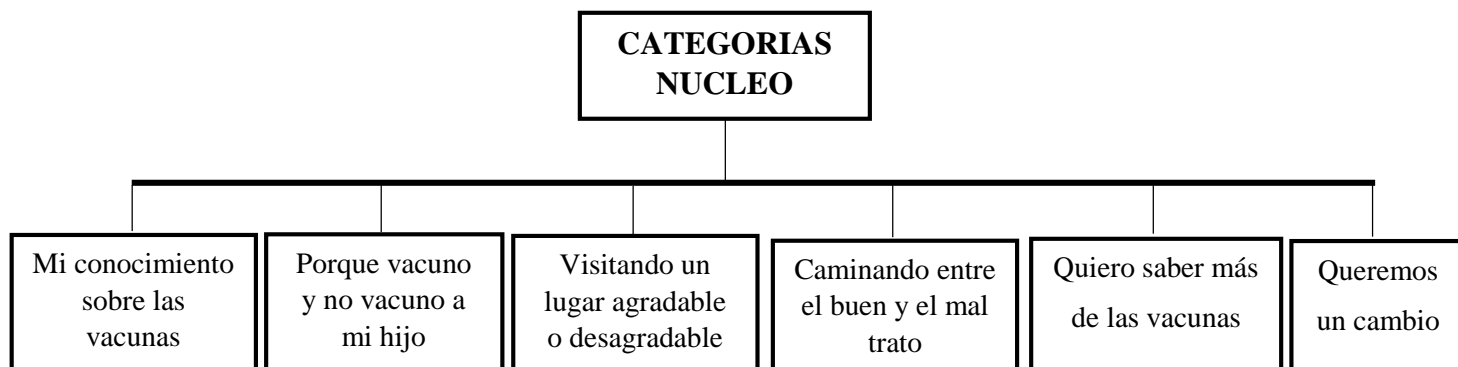 CATEGORIAS
NUCLEO
Mi conocimiento
sobre las
vacunas
Porque vacuno
y no vacuno a
mi hijo
Visitando un
lugar agradable
o desagradable
Caminando entre
el buen y el mal
trato
Quiero saber más
de las vacunas
Queremos
un cambio